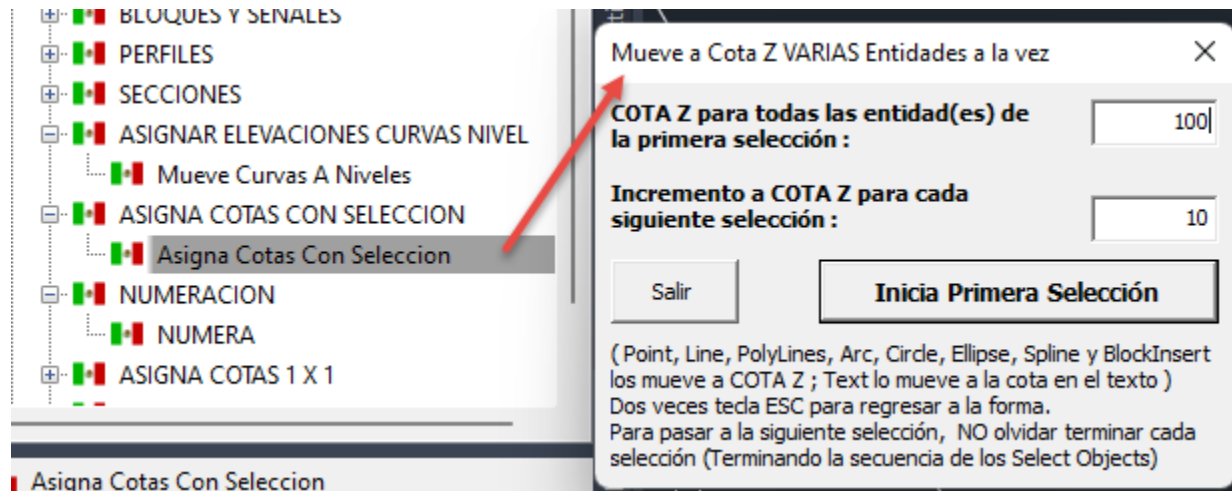 BLOQUES Y SEÑALES
PERFILES
SECCIONES
ASIGNAR ELEVACIONES CURVAS NIVEL
Mueve Curvas A Niveles
ASIGNA COTAS CON SELECCION
Asigna Cotas Con Seleccion
NUMERACION
NUMERA
ASIGNA COTAS 1 X 1
Asigna Cotas Con Seleccion
Mueve a Cota Z VARIAS Entidades a la vez
COTA Z para todas las entidad(es) de
la primera selección :
100
Incremento a COTA Z para cada
siguiente selección :
10
Salir
Inicia Primera Selección
( Point, Line, PolyLines, Arc, Circle, Ellipse, Spline y BlockInsert
los mueve a COTA Z ; Text lo mueve a la cota en el texto )
Dos veces tecla ESC para regresar a la forma.
Para pasar a la siguiente selección, NO olvidar terminar cada
selección (Terminando la secuencia de los Select Objects)